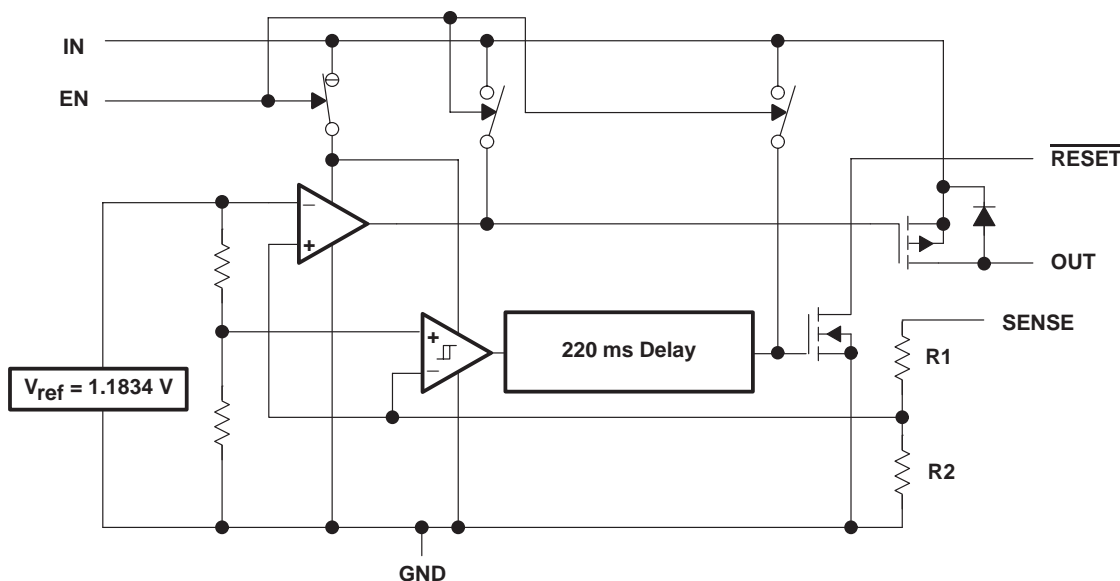 IN
EN
RESET
OUT
SENSE
−
+
+
−
220 ms Delay
R1
Vref = 1.1834 V
R2
GND